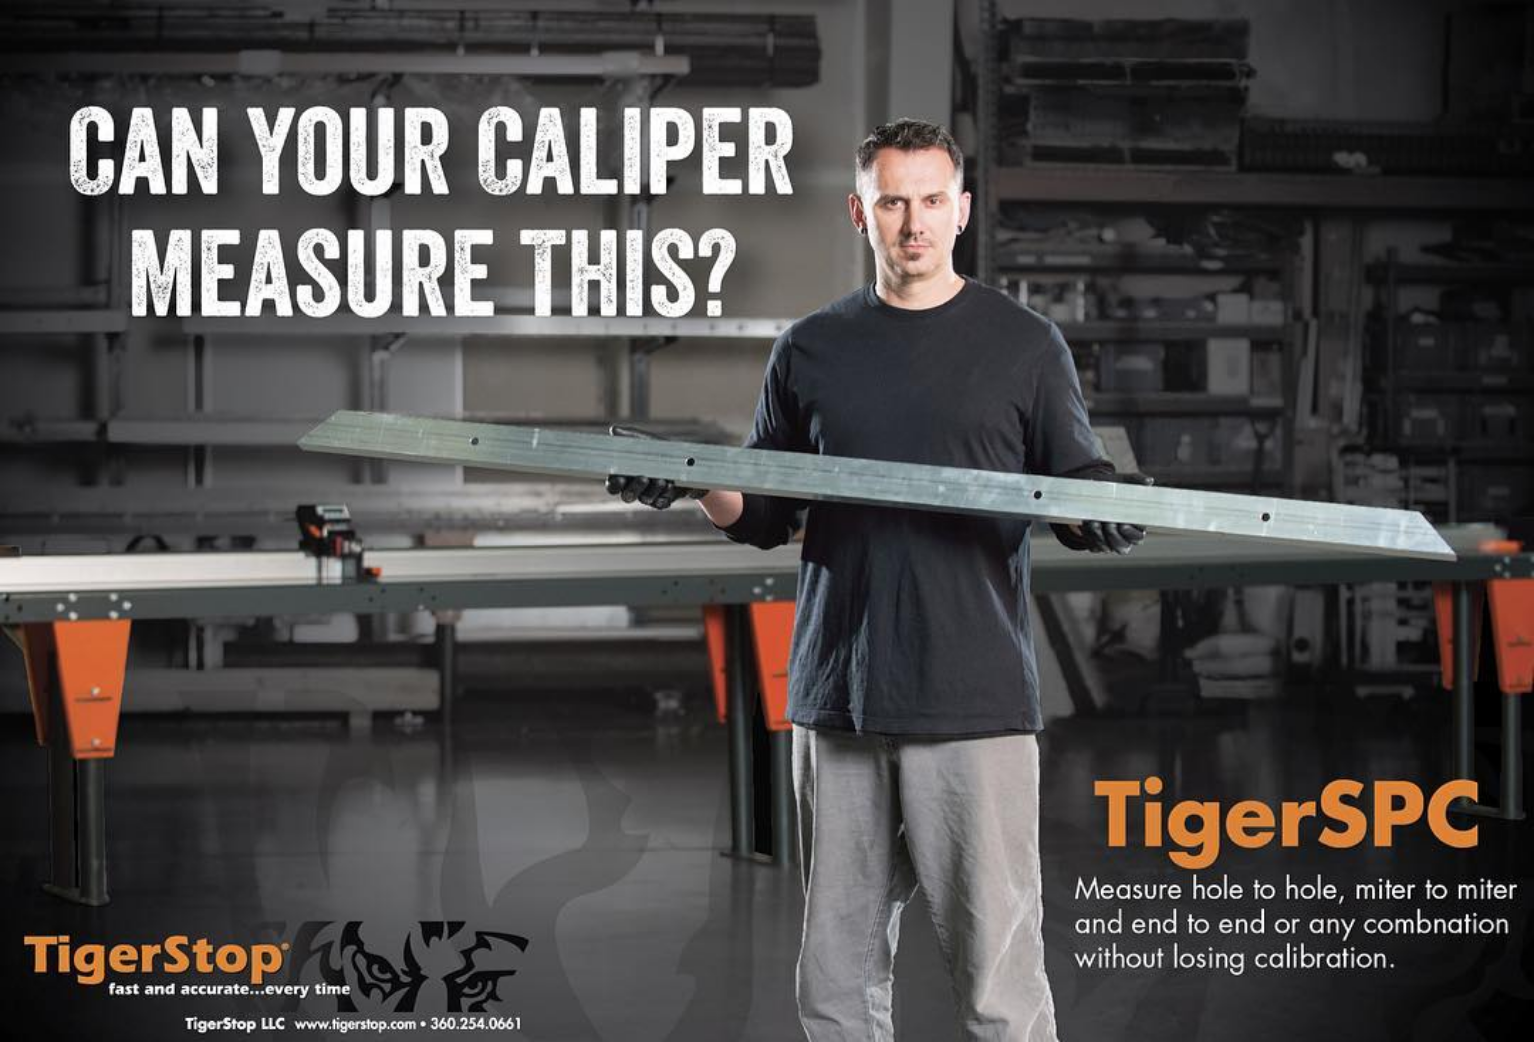 CAN YOUR CALIPER
MEASURE THIS?
TigerSPC
Measure hole to hole, miter to miter
and end to end or any combnation
without losing calibration.
TigerStop
fast and accurate...every time
TigerStop LLC www.tigerstop.com • 360.254.0661